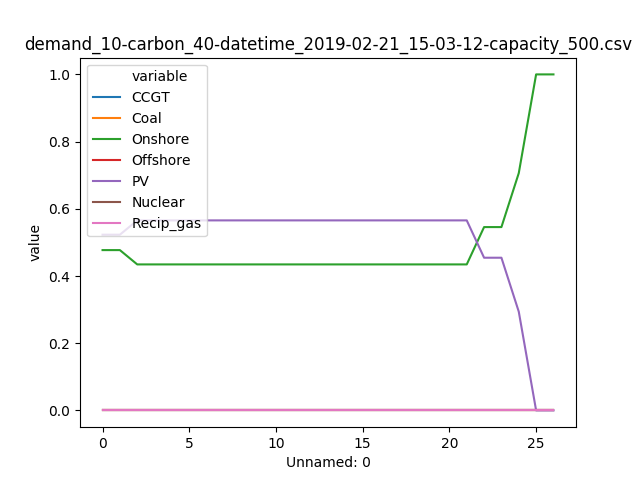 demand_10-carbon_40-datetime_2019-02-21_15-03-12-capacity_500.csv
1.0
0.8
0.6
0.4
0.2
0.0
value
variable
CCGT
Coal
Onshore
Offshore
PV
Nuclear
Recip_gas
0 5 10 15 20 25
Unnamed: 0